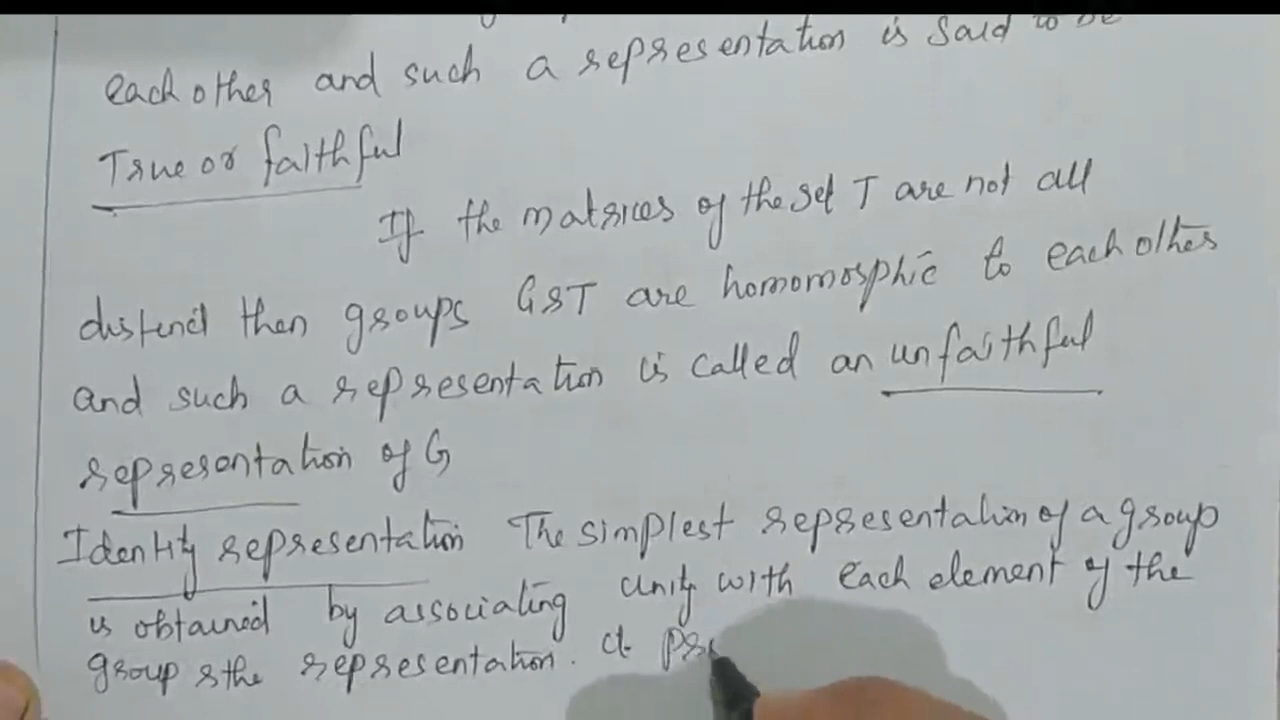 each other and such a representation is said to be
True or faithful
If the matrices of the set T are not all
distinct then groups G & T are homomorphic to each other
and such a representation is called an unfaithful
representation of G
Identity representation The simplest representation of a group
is obtained by associating unity with each element of the
group & the representation. It